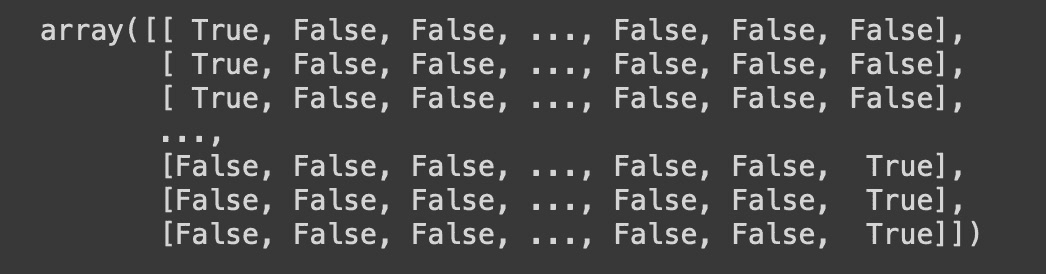 array([[ True, False, False, ..., False, False, False],
       [ True, False, False, ..., False, False, False],
       [ True, False, False, ..., False, False, False],
       ...,
       [False, False, False, ..., False, False,  True],
       [False, False, False, ..., False, False,  True],
       [False, False, False, ..., False, False,  True]])